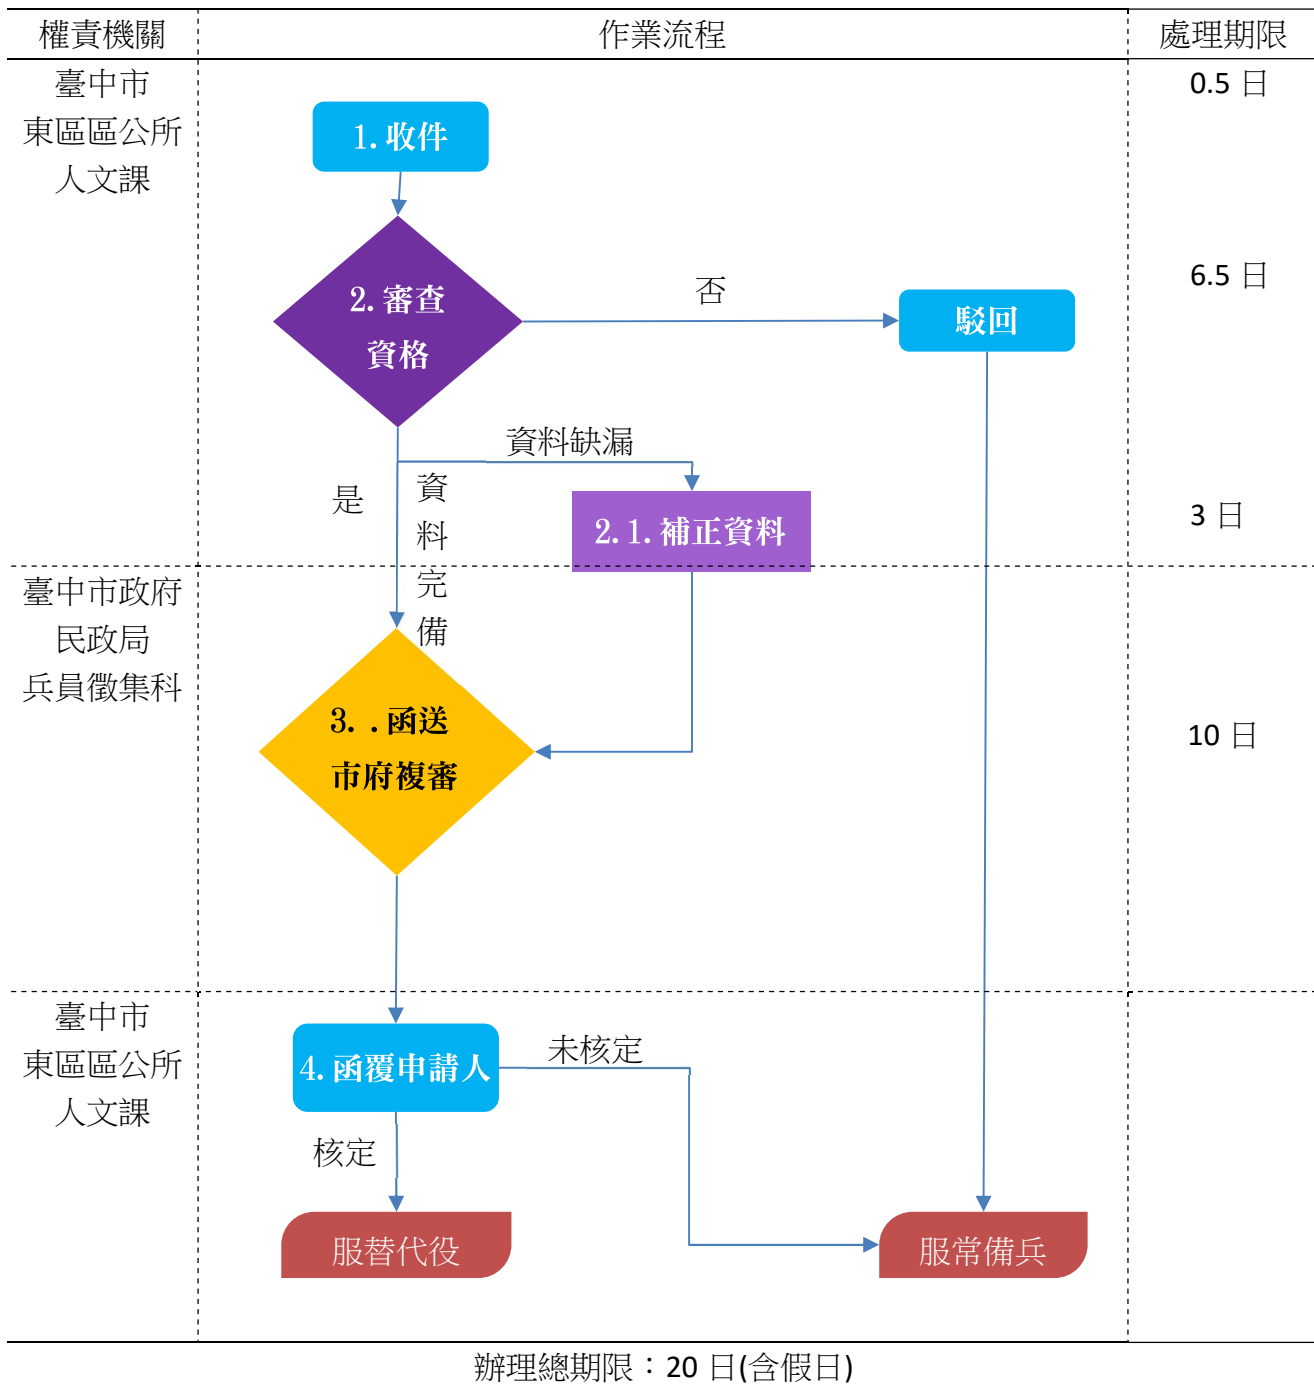 權責機關
作業流程
處理期限
臺中市
東區區公所
人文課
0.5 日
1.收件
2.審查
資格
否
駁回
6.5 日
資料缺漏
是
資料完備
2.1.補正資料
3 日
臺中市政府
民政局
兵員徵集科
3..函送
市府複審
10 日
臺中市
東區區公所
人文課
4.函覆申請人
未核定
核定
服替代役
服常備兵
辦理總期限：20 日(含假日)